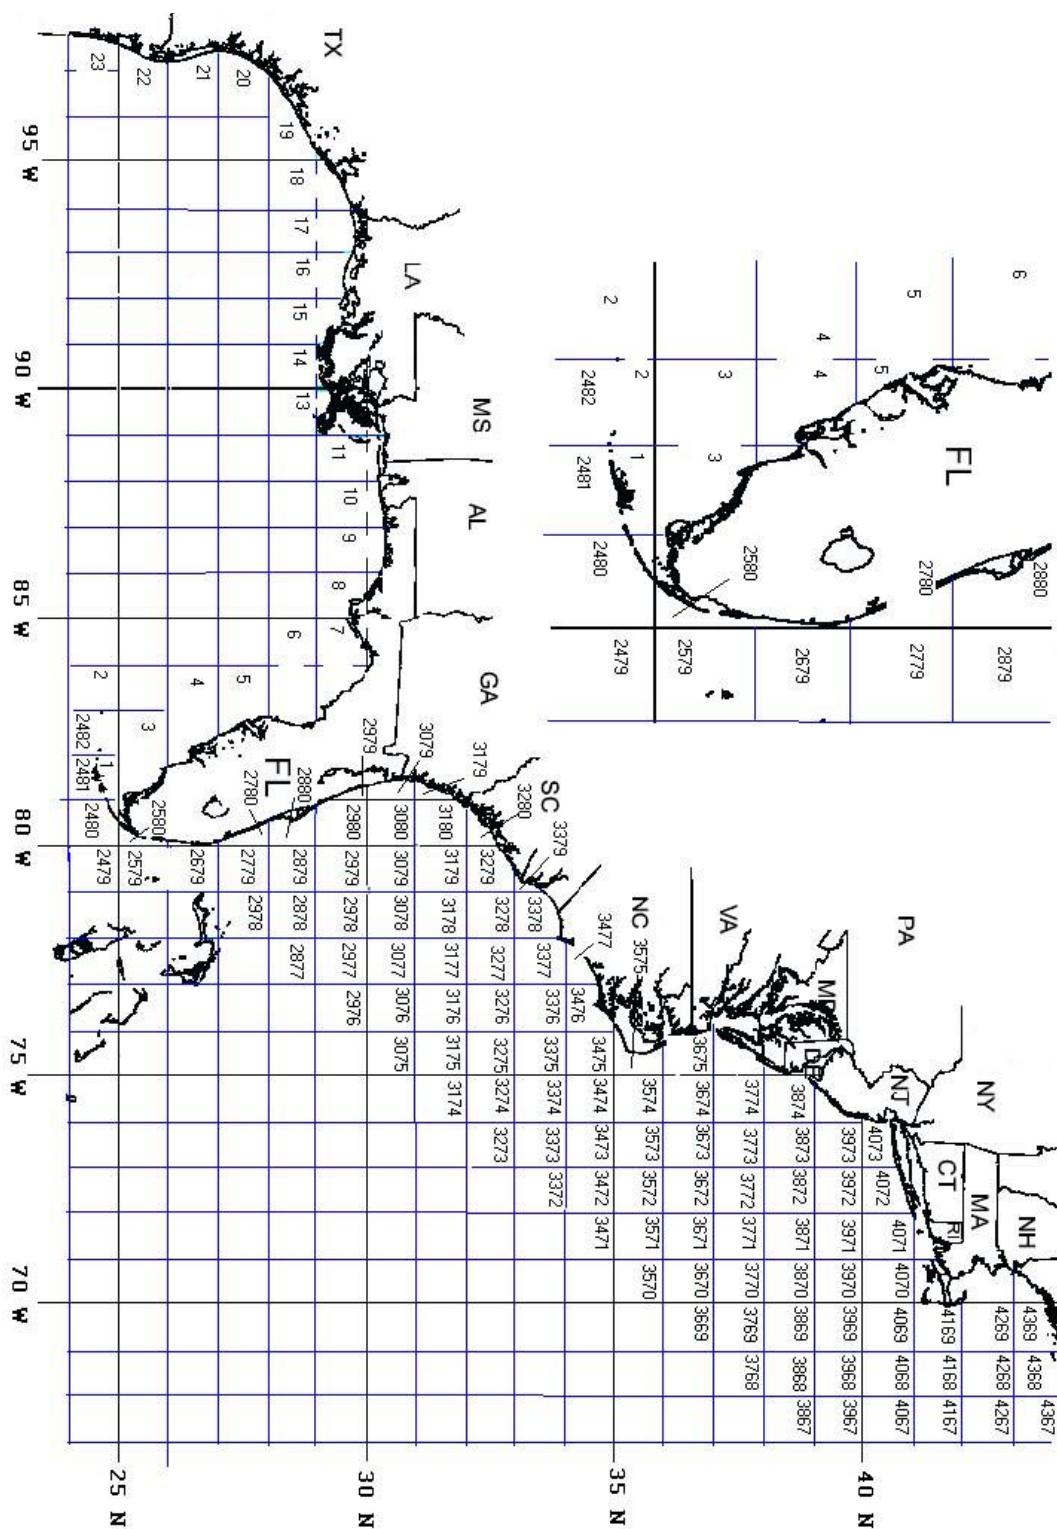 4367
4369 4368
NH
4269 4268 4267
NY
MA
CT
RI
4169 4168 4167
PA
NJ
4073 4072 4071 4070 4069 4068 4067
40 N
MD
DE
3973 3972 3971 3970 3969 3968 3967
3874 3873 3872 3871 3870 3869 3868 3867
VA
3774 3773 3772 3771 3770 3769 3768
3675 3674 3673 3672 3671 3670 3669
NC
3575 3574 3573 3572 3571 3570
35 N
3477 3476 3475 3474 3473 3472 3471
SC
3379 3378 3377 3376 3375 3374 3373 3372
3280 3279 3278 3277 3276 3275 3274 3273
GA
AL
MS
LA
TX
3179 3180 3179 3178 3177 3176 3175 3174
3079 3080 3079 3078 3077 3076 3075
30 N
2979 2980 2979 2978 2977 2976
2880 2879 2878 2877
2780 2779 2978
FL
2679
2580 2579
25 N
2482 2481 2480 2479
23 22 21 20 19 18 17 16 15 14 13 11 10 9 8 7
6
5
4
3
2
1
95 W
90 W
85 W
80 W
75 W
70 W
6
5
4
5
4
3
3
2
2
1
FL
2880 2879
2780 2779
2679
2580 2579
2482 2481 2480 2479